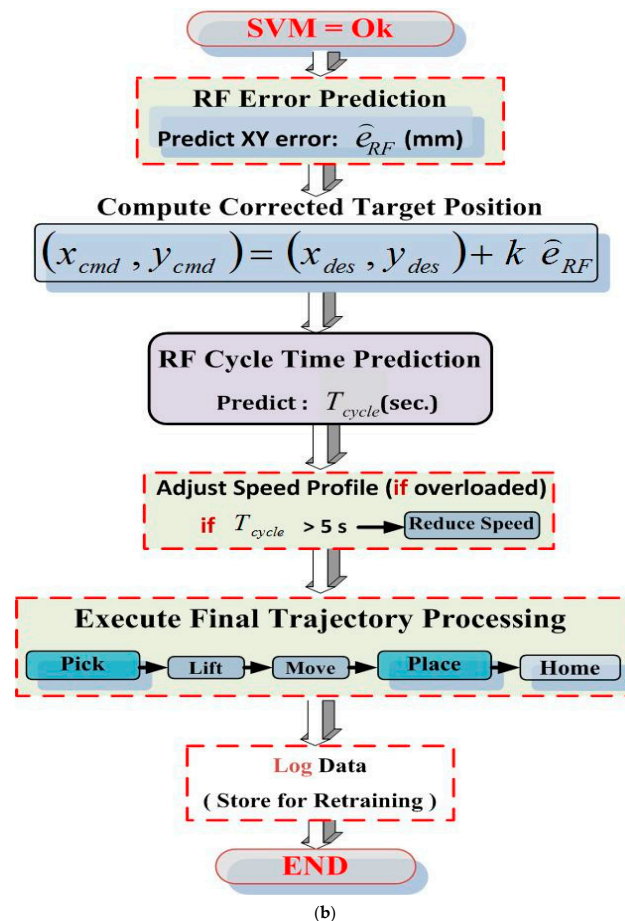 SVM = Ok
RF Error Prediction
Predict XY error: ê_RF (mm)
Compute Corrected Target Position
(x_cmd , y_cmd) = (x_des , y_des) + k ê_RF
RF Cycle Time Prediction
Predict : T_cycle(sec.)
Adjust Speed Profile (if overloaded)
if T_cycle > 5 s Reduce Speed
Execute Final Trajectory Processing
Pick Lift Move Place Home
Log Data
( Store for Retraining )
END
(b)